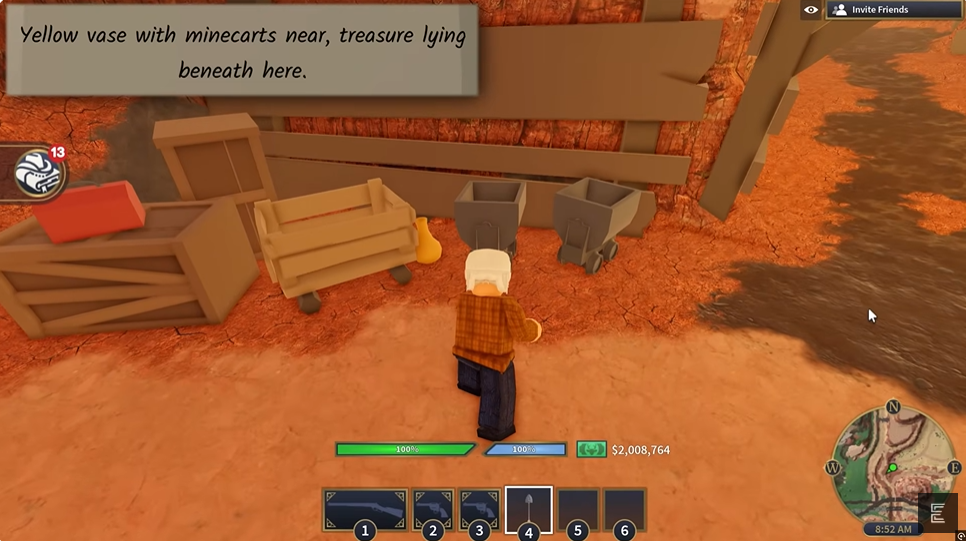 Yellow vase with minecarts near, treasure lying
beneath here.
Invite Friends
13
100%
100%
$2,008,764
1
2
3
4
5
6
N
W
E
8:52 AM
E